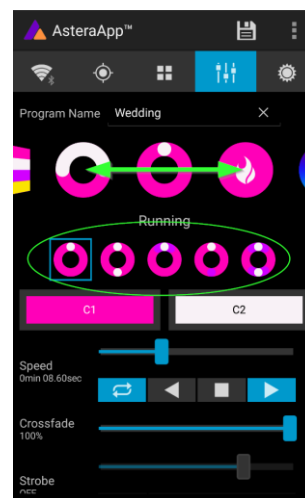 AsteraApp™
Program Name Wedding
Running
C1 C2
Speed
0min 08.60sec
Crossfade
100%
Strobe
OFF